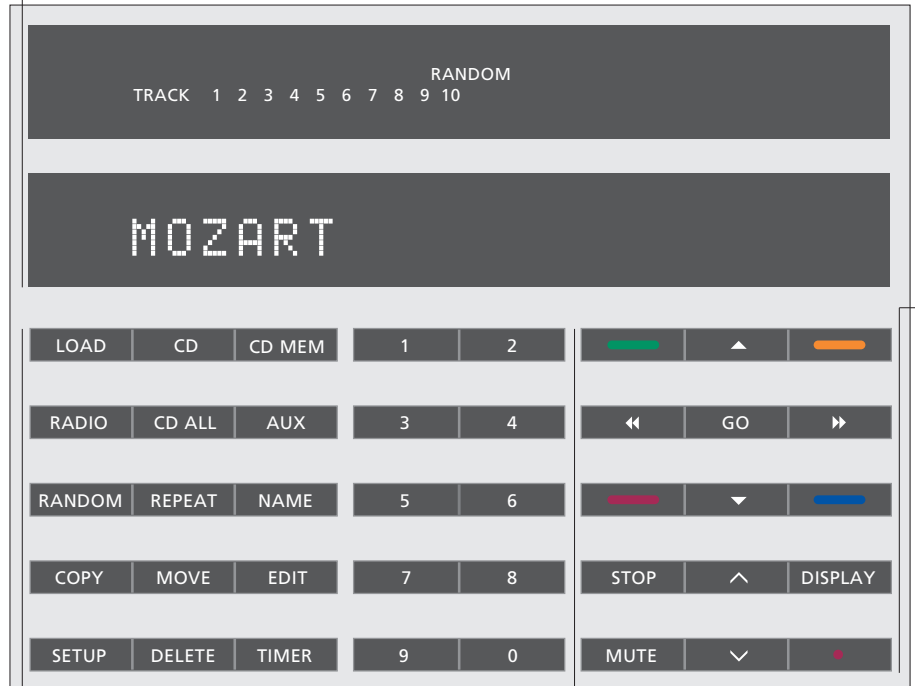 RANDOM
TRACK 1 2 3 4 5 6 7 8 9 10
MOZART
LOAD CD CD MEM 1 2
RADIO CD ALL AUX 3 4 GO
RANDOM REPEAT NAME 5 6
COPY MOVE EDIT 7 8 STOP DISPLAY
SETUP DELETE TIMER 9 0 MUTE